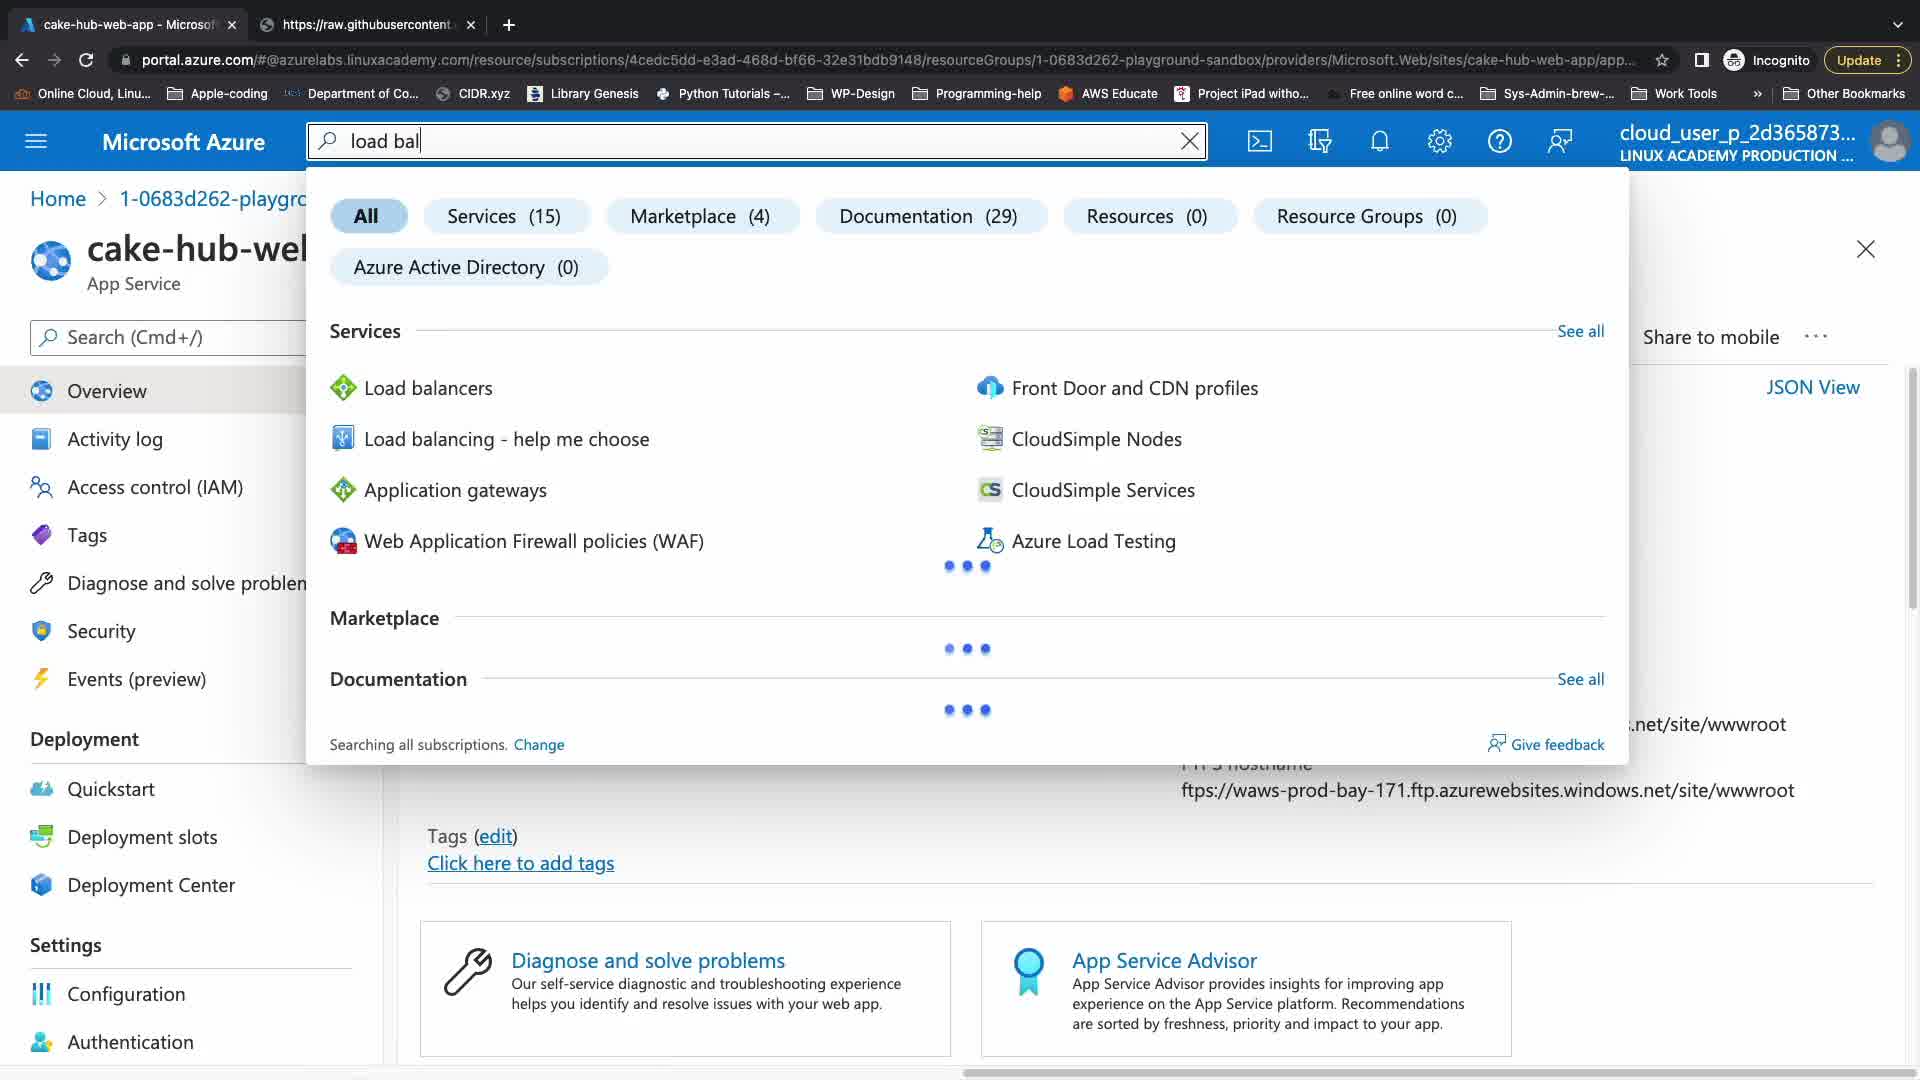 cake-hub-web-app - Microsof
https://raw.githubusercontent.
portal.azure.com/#@azurelabs.linuxacademy.com/resource/subscriptions/4cedc5dd-e3ad-468d-bf66-32e31bdb9148/resourceGroups/1-0683d262-playground-sandbox/providers/Microsoft.Web/sites/cake-hub-web-app/app...
Incognito
Update
Online Cloud, Linu...
Apple-coding
Department of Co...
CIDR.xyz
Library Genesis
Python Tutorials –...
WP-Design
Programming-help
AWS Educate
Project iPad witho...
Free online word c...
Sys-Admin-brew-...
Work Tools
»
Other Bookmarks
Microsoft Azure
load bal
cloud_user_p_2d365873...
LINUX ACADEMY PRODUCTION ...
Home > 1-0683d262-playgro
All
Services (15)
Marketplace (4)
Documentation (29)
Resources (0)
Resource Groups (0)
Azure Active Directory (0)
cake-hub-wel
App Service
Search (Cmd+/)
Services
See all
Share to mobile
...
Load balancers
Front Door and CDN profiles
JSON View
Overview
Load balancing - help me choose
CloudSimple Nodes
Activity log
Application gateways
CloudSimple Services
Access control (IAM)
Web Application Firewall policies (WAF)
Azure Load Testing
Tags
Diagnose and solve problem
Marketplace
Security
Documentation
See all
Events (preview)
s.net/site/wwwroot
Searching all subscriptions. Change
Give feedback
Deployment
FTPS hostname
ftps://waws-prod-bay-171.ftp.azurewebsites.windows.net/site/wwwroot
Quickstart
Deployment slots
Tags (edit)
Click here to add tags
Deployment Center
Settings
Configuration
Authentication
Diagnose and solve problems
Our self-service diagnostic and troubleshooting experience
helps you identify and resolve issues with your web app.
App Service Advisor
App Service Advisor provides insights for improving app
experience on the App Service platform. Recommendations
are sorted by freshness, priority and impact to your app.